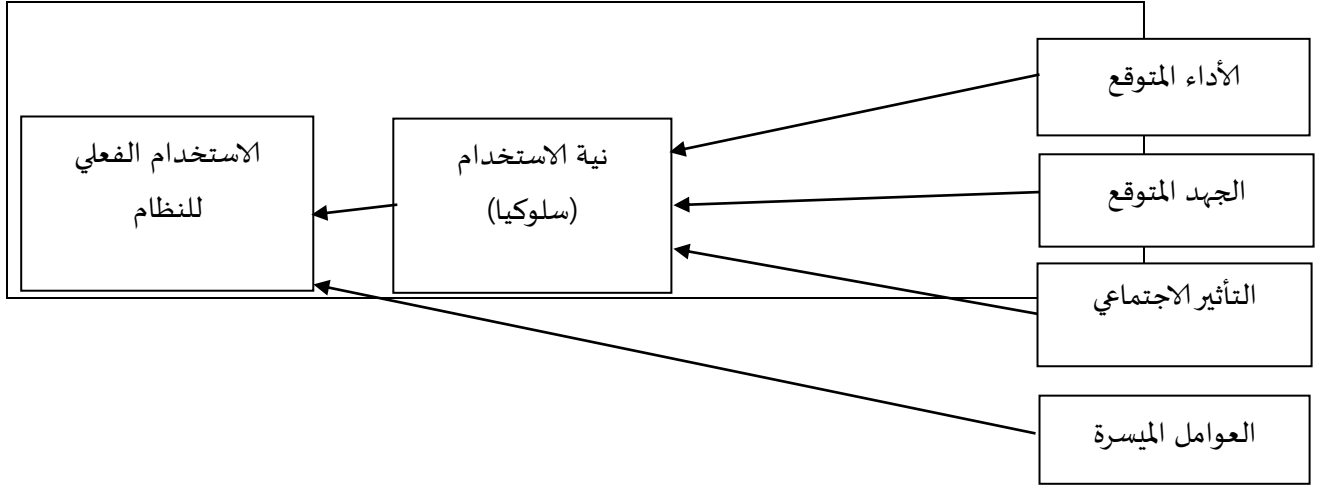 الأداء المتوقع
الجهد المتوقع
التأثير الاجتماعي
العوامل الميسرة
نية الاستخدام
(سلوكيا)
الاستخدام الفعلي
للنظام